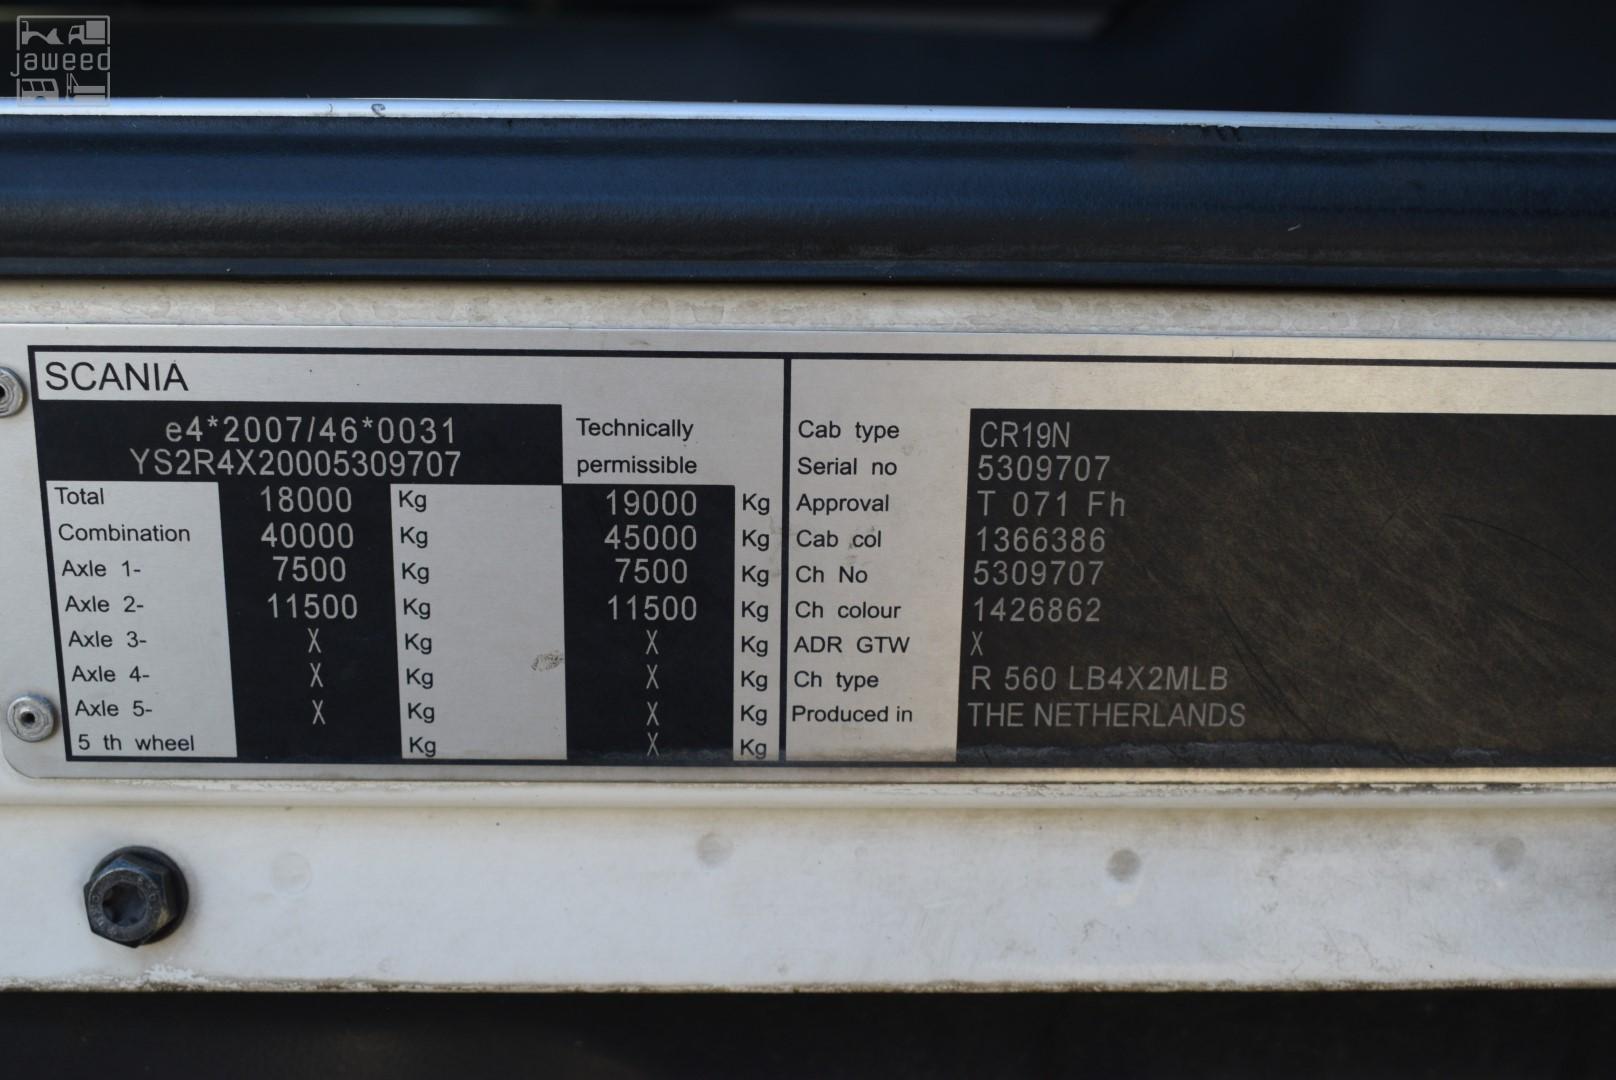 jaweed
SCANIA
e4*2007/46*0031
YS2R4X20005309707
Technically
permissible
Total 18000 Kg 19000 Kg
Combination 40000 Kg 45000 Kg
Axle 1- 7500 Kg 7500 Kg
Axle 2- 11500 Kg 11500 Kg
Axle 3- X Kg X Kg
Axle 4- X Kg X Kg
Axle 5- X Kg X Kg
5 th wheel Kg X Kg
Cab type CR19N
Serial no 5309707
Approval T 071 Fh
Cab col 1366386
Ch No 5309707
Ch colour 1426862
ADR GTW X
Ch type R 560 LB4X2MLB
Produced in THE NETHERLANDS